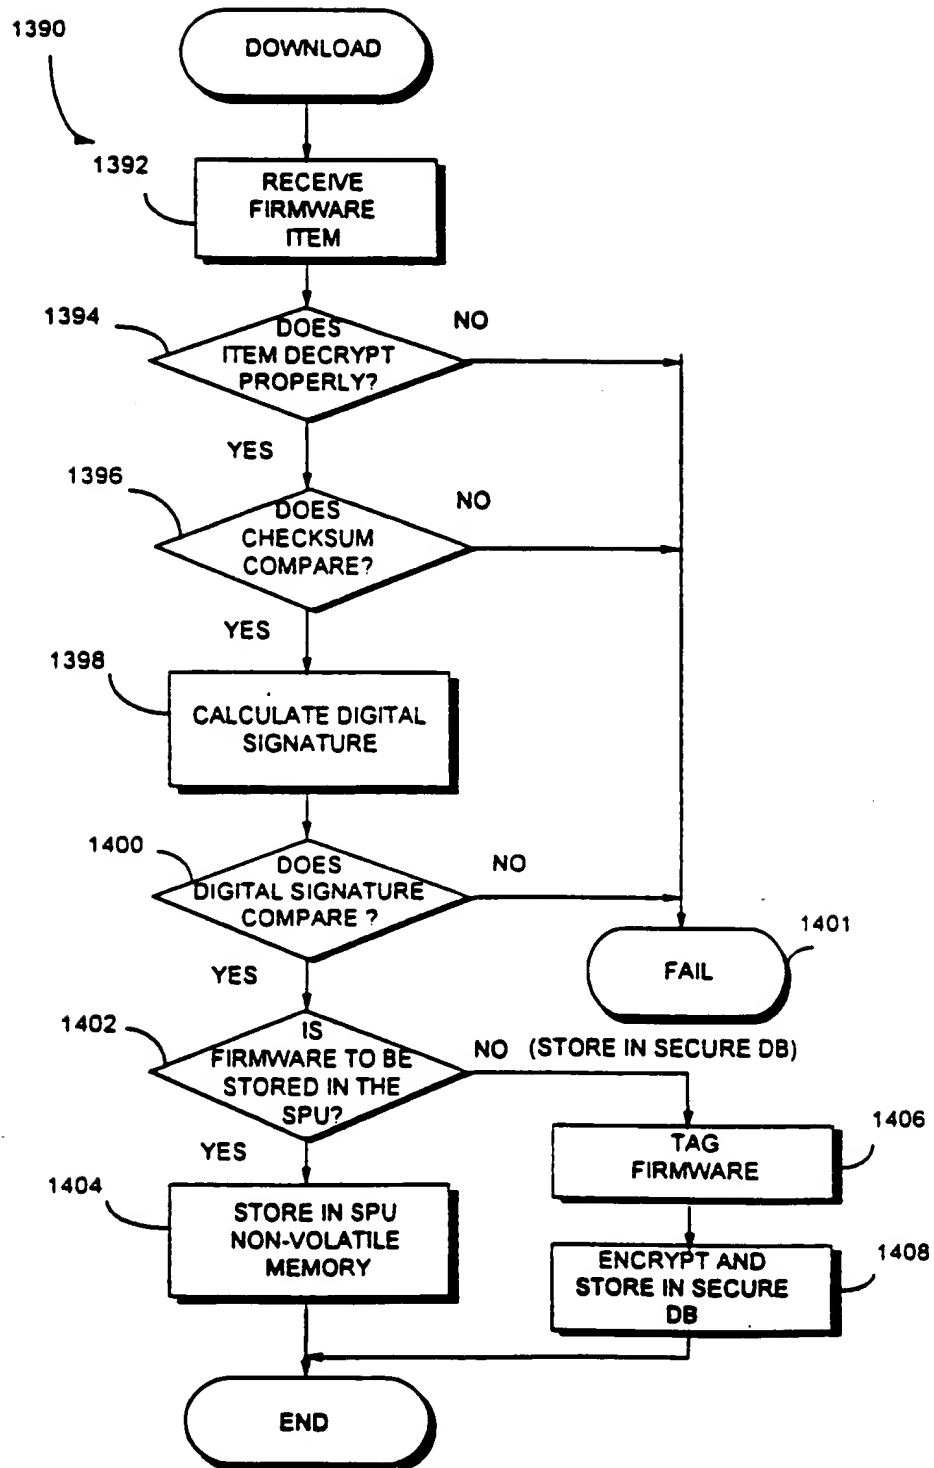 1390
DOWNLOAD
1392
RECEIVE
FIRMWARE
ITEM
1394
DOES
ITEM DECRYPT
PROPERLY?
NO
YES
1396
DOES
CHECKSUM
COMPARE?
NO
YES
1398
CALCULATE DIGITAL
SIGNATURE
1400
DOES
DIGITAL SIGNATURE
COMPARE ?
NO
YES
1401
FAIL
1402
IS
FIRMWARE TO BE
STORED IN THE
SPU?
NO (STORE IN SECURE DB)
YES
1404
STORE IN SPU
NON-VOLATILE
MEMORY
1406
TAG
FIRMWARE
1408
ENCRYPT AND
STORE IN SECURE
DB
END